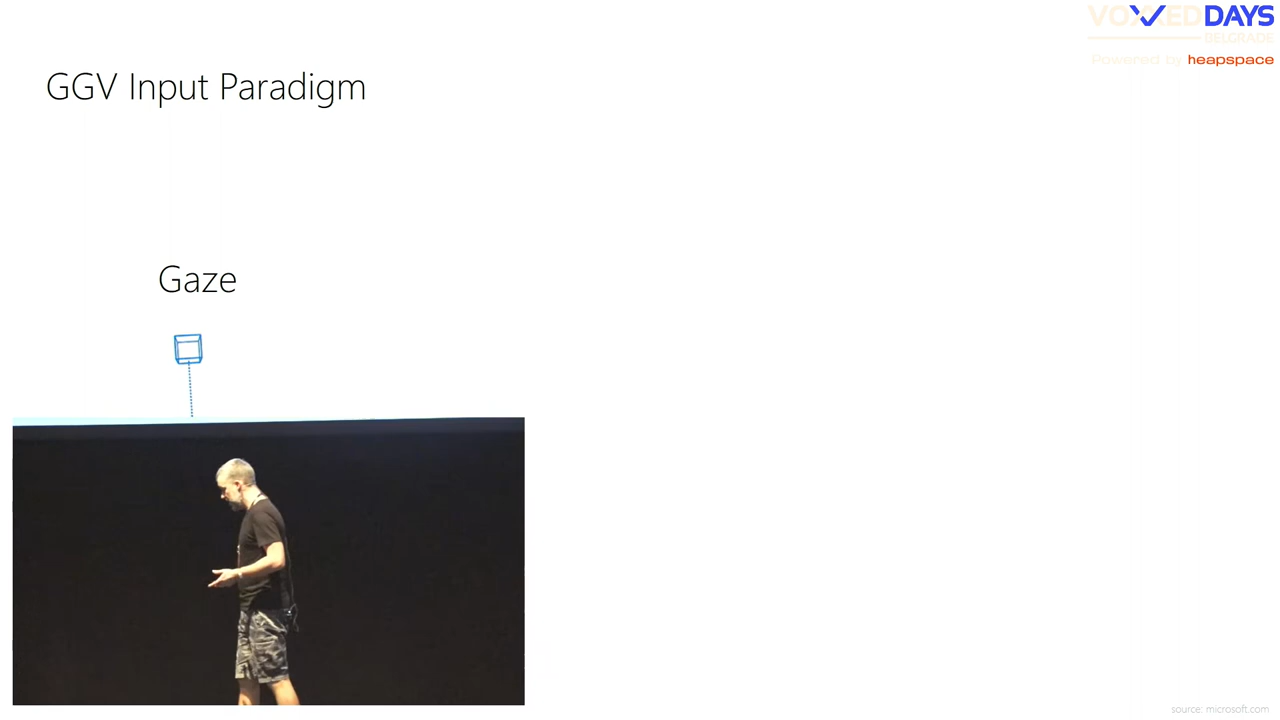 VOXXED DAYS
BELGRADE
Powered by heapspace
GGV Input Paradigm
Gaze
source: microsoft.com